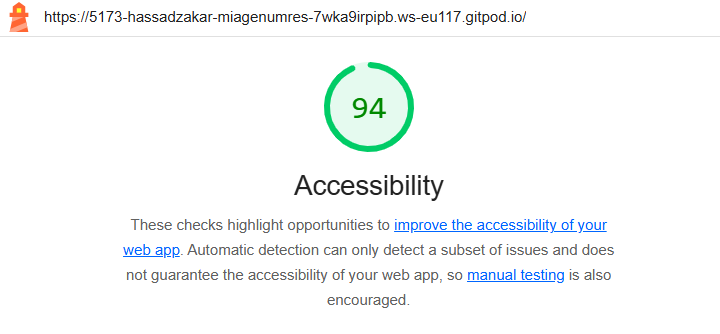 https://5173-hassadzakar-miagenumres-7wka9irpipb.ws-eu117.gitpod.io/
94
Accessibility
These checks highlight opportunities to improve the accessibility of your
web app. Automatic detection can only detect a subset of issues and does
not guarantee the accessibility of your web app, so manual testing is also
encouraged.